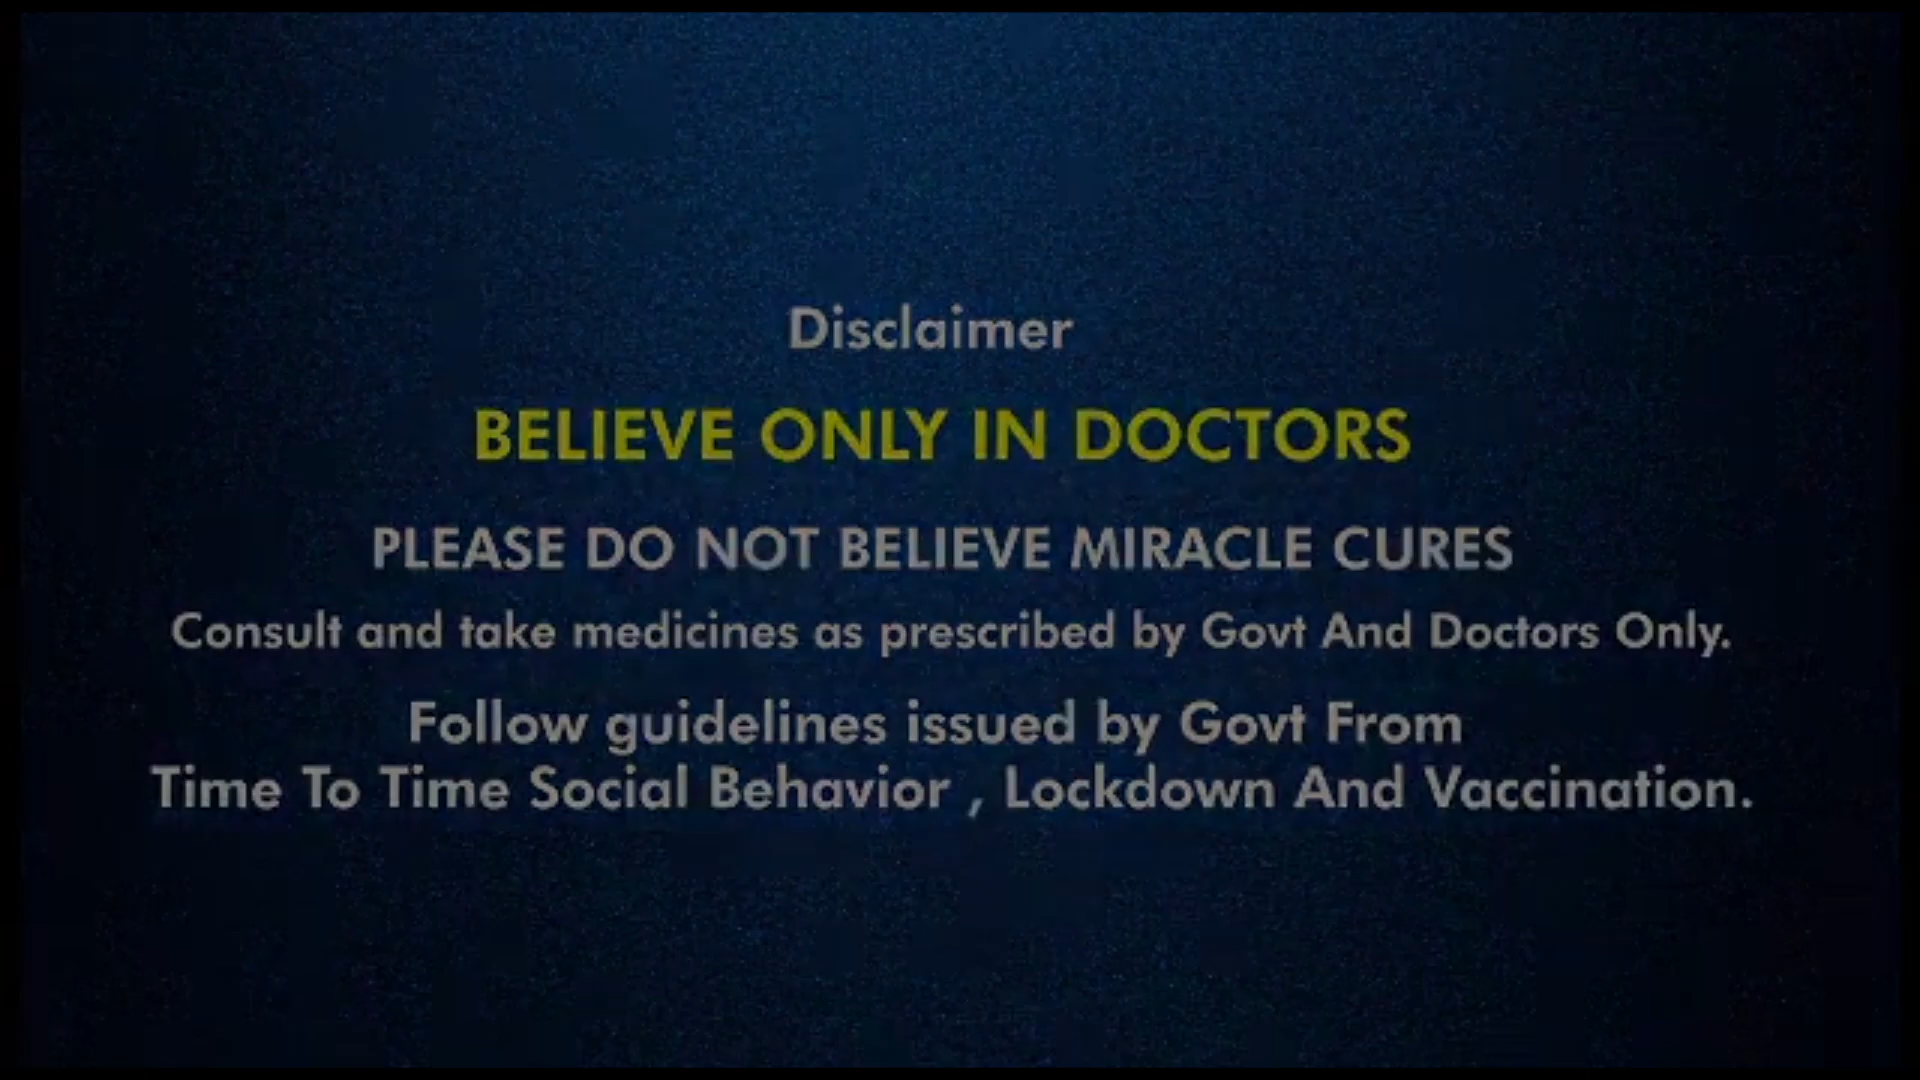 Disclaimer
BELIEVE ONLY IN DOCTORS
PLEASE DO NOT BELIEVE MIRACLE CURES
Consult and take medicines as prescribed by Govt And Doctors Only.
Follow guidelines issued by Govt From
Time To Time Social Behavior , Lockdown And Vaccination.